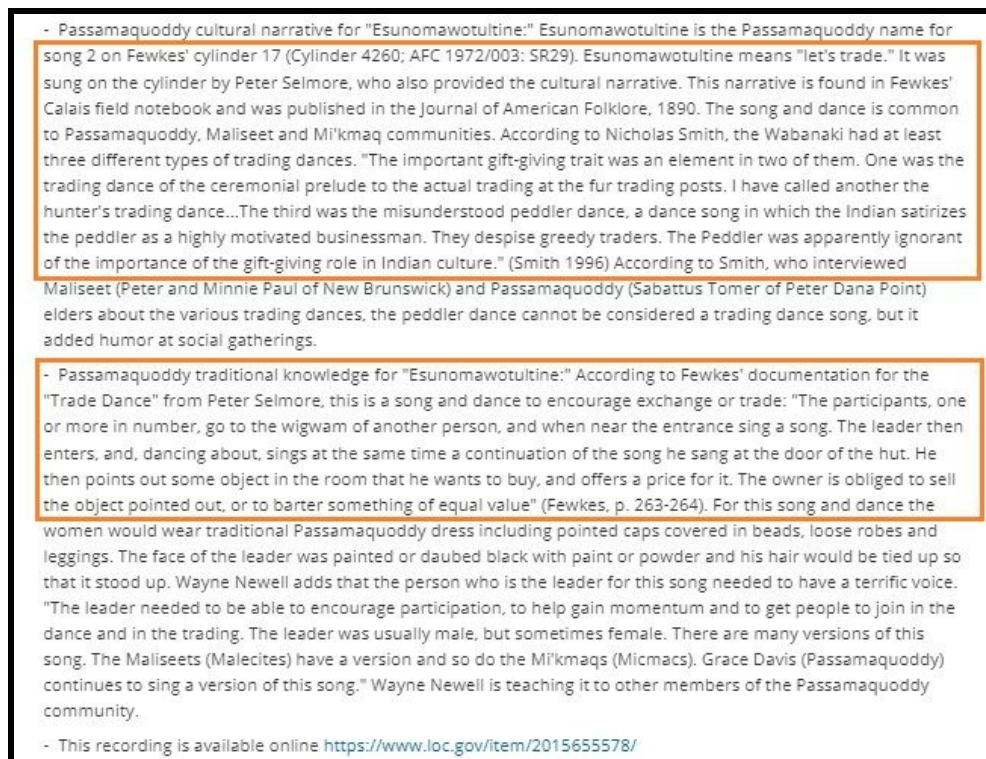 - Passamaquoddy cultural narrative for "Esunomawotultine:" Esunomawotultine is the Passamaquoddy name for
song 2 on Fewkes' cylinder 17 (Cylinder 4260; AFC 1972/003: SR29). Esunomawotultine means "let's trade." It was
sung on the cylinder by Peter Selmore, who also provided the cultural narrative. This narrative is found in Fewkes'
Calais field notebook and was published in the Journal of American Folklore, 1890. The song and dance is common
to Passamaquoddy, Maliseet and Mi'kmaq communities. According to Nicholas Smith, the Wabanaki had at least
three different types of trading dances. "The important gift-giving trait was an element in two of them. One was the
trading dance of the ceremonial prelude to the actual trading at the fur trading posts. I have called another the
hunter's trading dance...The third was the misunderstood peddler dance, a dance song in which the Indian satirizes
the peddler as a highly motivated businessman. They despise greedy traders. The Peddler was apparently ignorant
of the importance of the gift-giving role in Indian culture." (Smith 1996) According to Smith, who interviewed
Maliseet (Peter and Minnie Paul of New Brunswick) and Passamaquoddy (Sabattus Tomer of Peter Dana Point)
elders about the various trading dances, the peddler dance cannot be considered a trading dance song, but it
added humor at social gatherings.
- Passamaquoddy traditional knowledge for "Esunomawotultine:" According to Fewkes' documentation for the
"Trade Dance" from Peter Selmore, this is a song and dance to encourage exchange or trade: "The participants, one
or more in number, go to the wigwam of another person, and when near the entrance sing a song. The leader then
enters, and, dancing about, sings at the same time a continuation of the song he sang at the door of the hut. He
then points out some object in the room that he wants to buy, and offers a price for it. The owner is obliged to sell
the object pointed out, or to barter something of equal value" (Fewkes, p. 263-264). For this song and dance the
women would wear traditional Passamaquoddy dress including pointed caps covered in beads, loose robes and
leggings. The face of the leader was painted or daubed black with paint or powder and his hair would be tied up so
that it stood up. Wayne Newell adds that the person who is the leader for this song needed to have a terrific voice.
"The leader needed to be able to encourage participation, to help gain momentum and to get people to join in the
dance and in the trading. The leader was usually male, but sometimes female. There are many versions of this
song. The Maliseets (Malecites) have a version and so do the Mi'kmaqs (Micmacs). Grace Davis (Passamaquoddy)
continues to sing a version of this song." Wayne Newell is teaching it to other members of the Passamaquoddy
community.
- This recording is available online https://www.loc.gov/item/2015655578/